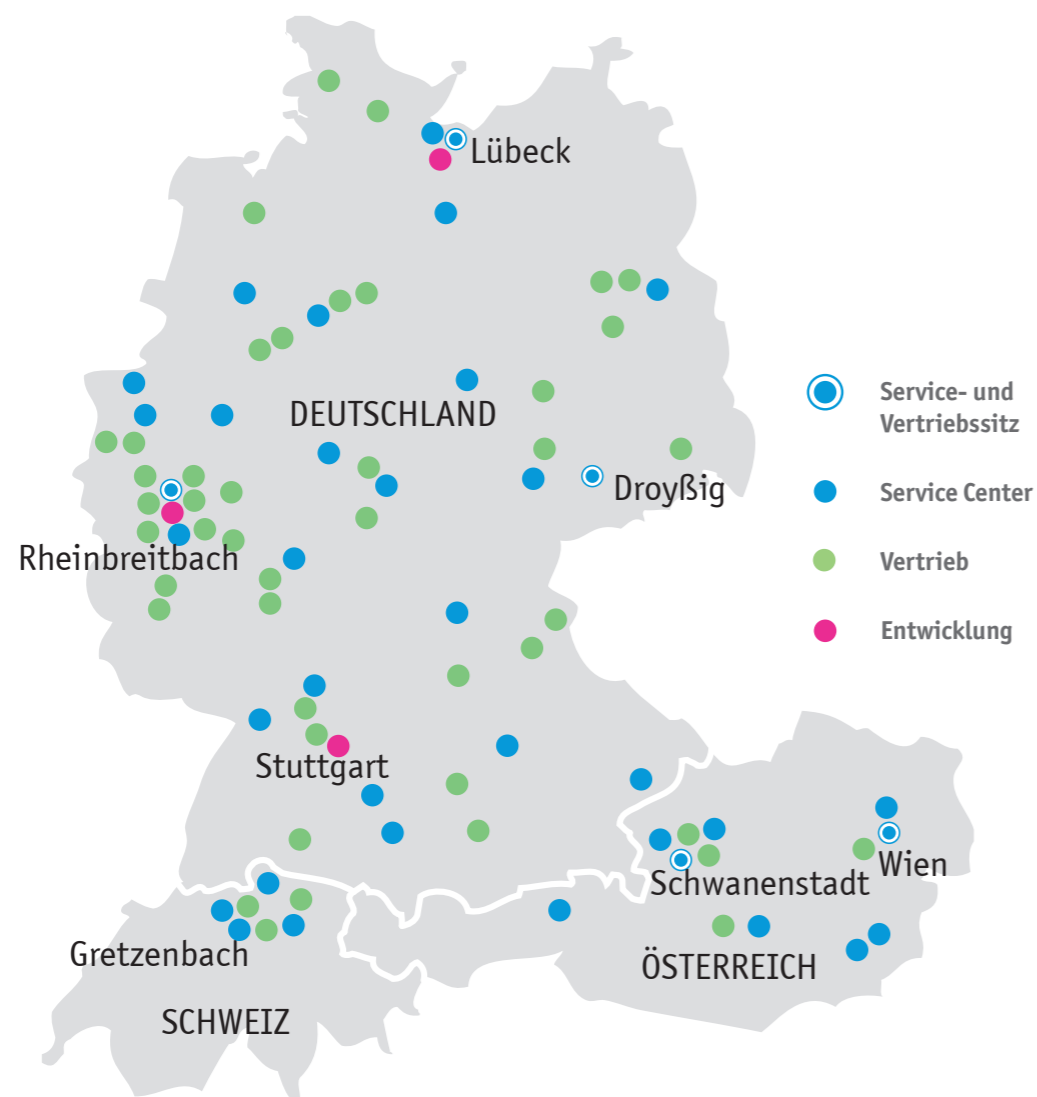 Lübeck
DEUTSCHLAND
Service- und
Vertriebssitz
Droyßig
Service Center
Rheinbreitbach
Vertrieb
Entwicklung
Stuttgart
Wien
Schwanenstadt
Gretzenbach
ÖSTERREICH
SCHWEIZ